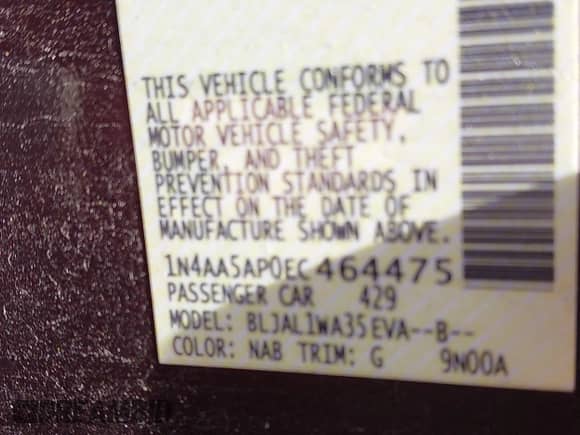 THIS VEHICLE CONFORMS TO
ALL APPLICABLE FEDERAL
MOTOR VEHICLE SAFETY,
BUMPER, AND THEFT
PREVENTION STANDARDS IN
EFFECT ON THE DATE OF
MANUFACTURE SHOWN ABOVE.
1N4AA5AP0EC464475
PASSENGER CAR 429
MODEL: BLJAL1WA35EVA--B--
COLOR: NAB TRIM: G 9N00A